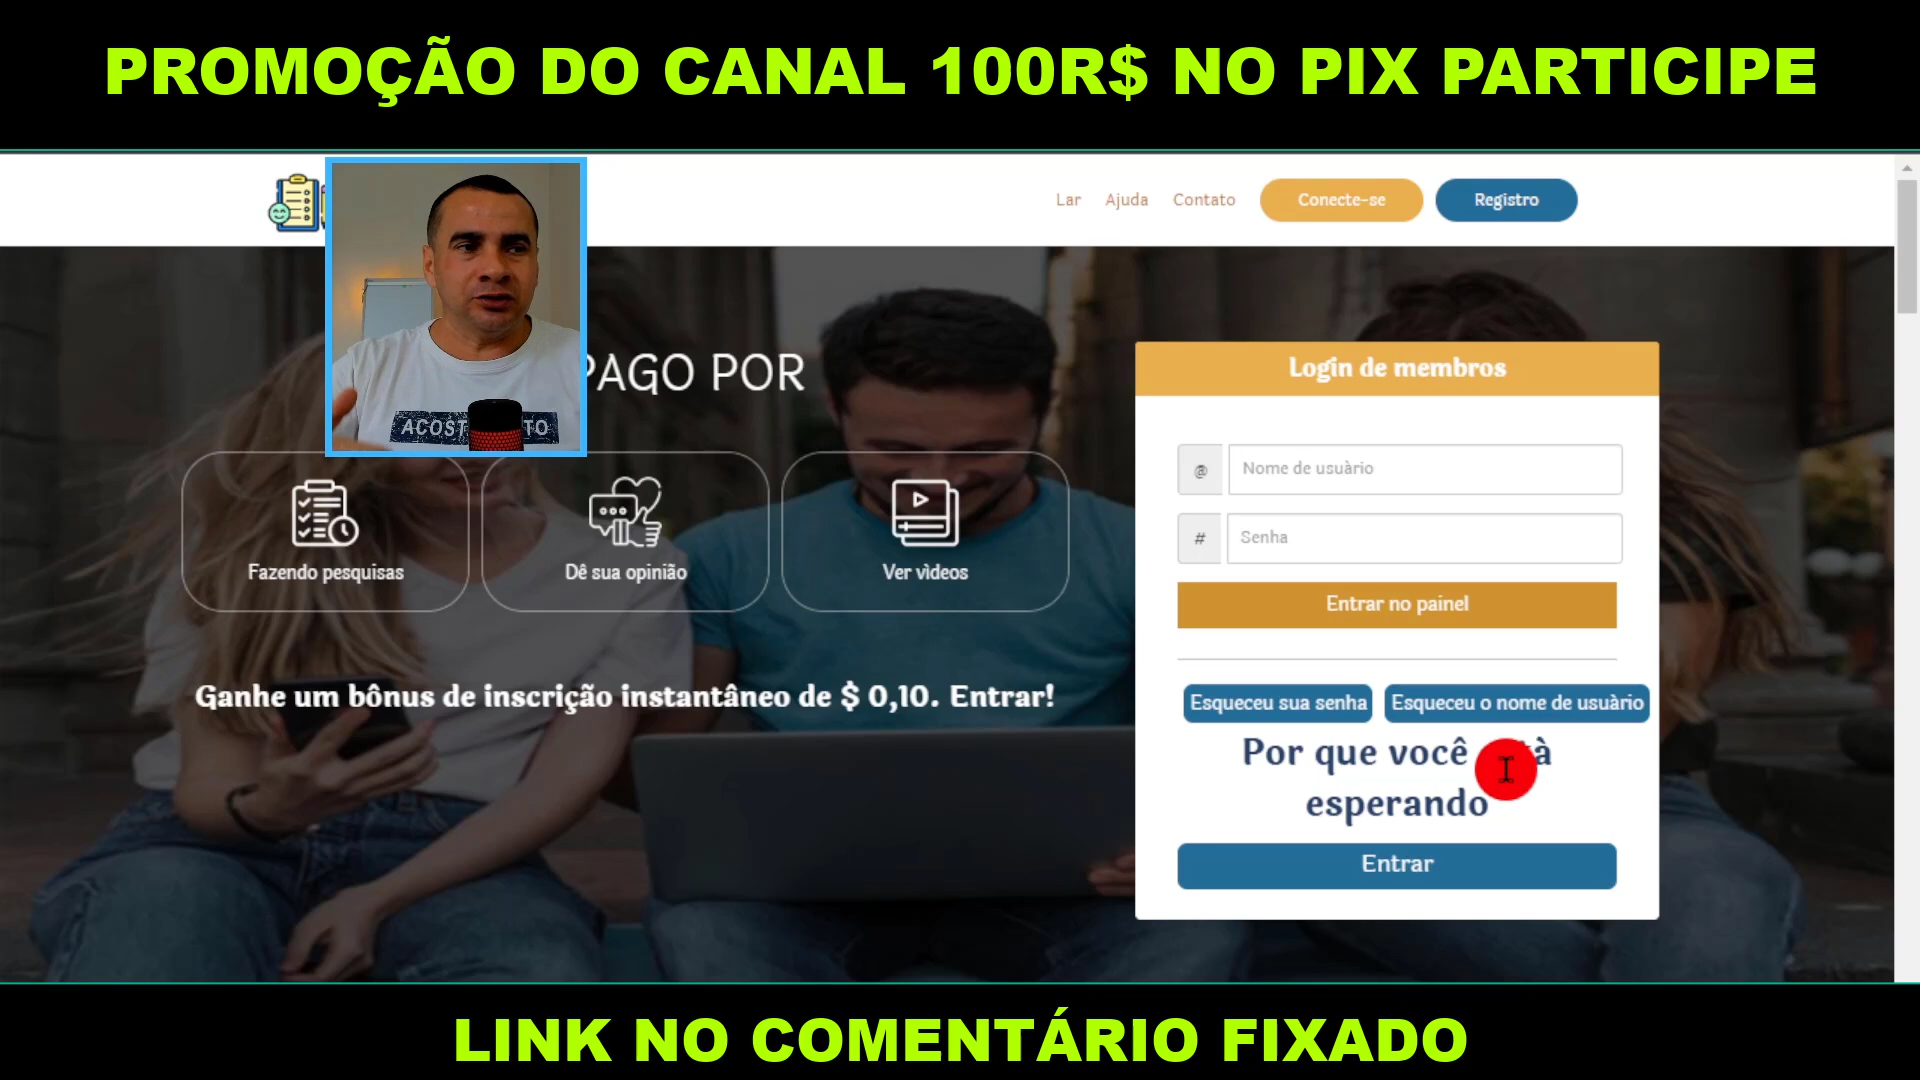 PROMOÇÃO DO CANAL 100R$ NO PIX PARTICIPE
Lar Ajuda Contato Conecte-se Registro
PAGO POR
Fazendo pesquisas
Dê sua opinião
Ver vìdeos
Ganhe um bônus de inscrição instantâneo de $ 0,10. Entrar!
Login de membros
@ Nome de usuàrio
# Senha
Entrar no painel
Esqueceu sua senha Esqueceu o nome de usuàrio
Por que você
esperando
Entrar
LINK NO COMENTÁRIO FIXADO